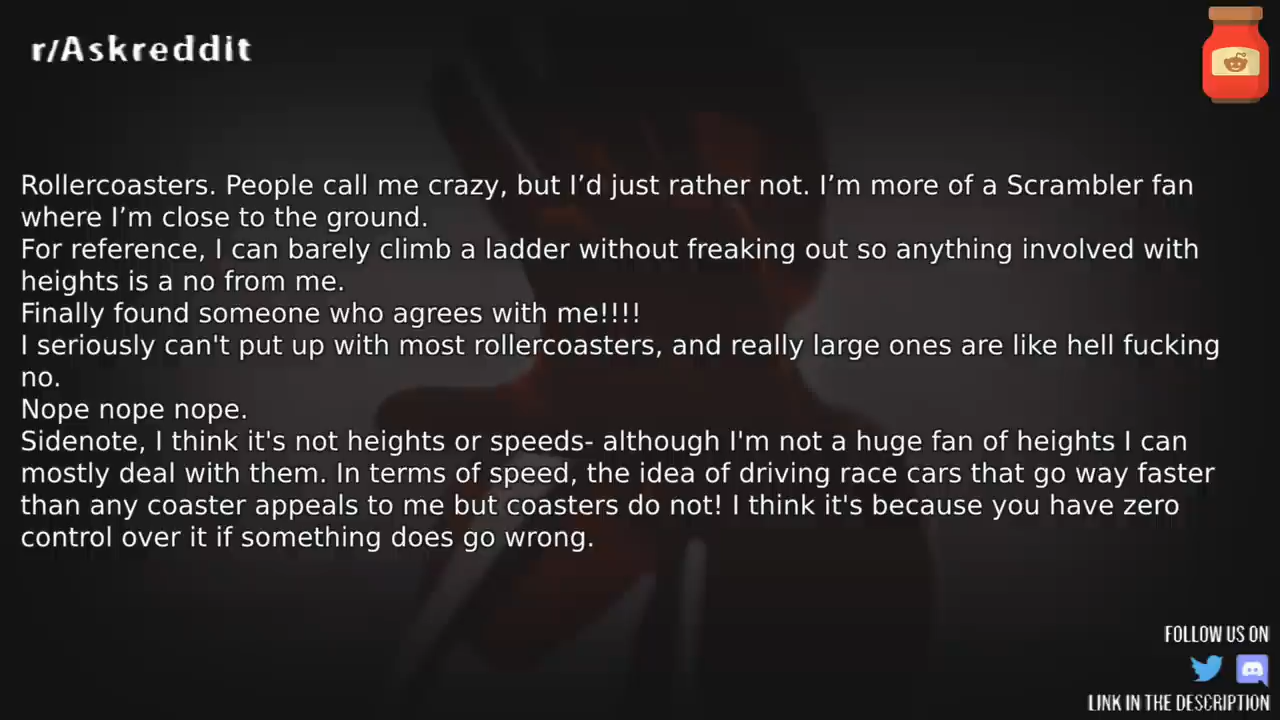 r/Askreddit
Rollercoasters. People call me crazy, but I’d just rather not. I’m more of a Scrambler fan
where I’m close to the ground.
For reference, I can barely climb a ladder without freaking out so anything involved with
heights is a no from me.
Finally found someone who agrees with me!!!!
I seriously can't put up with most rollercoasters, and really large ones are like hell fucking
no.
Nope nope nope.
Sidenote, I think it's not heights or speeds- although I'm not a huge fan of heights I can
mostly deal with them. In terms of speed, the idea of driving race cars that go way faster
than any coaster appeals to me but coasters do not! I think it's because you have zero
control over it if something does go wrong.
FOLLOW US ON
LINK IN THE DESCRIPTION